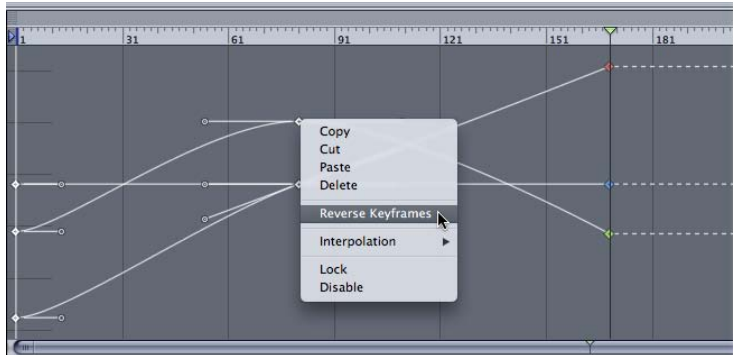 1 31 61 91 121 151 181
Copy
Cut
Paste
Delete
Reverse Keyframes
Interpolation
Lock
Disable